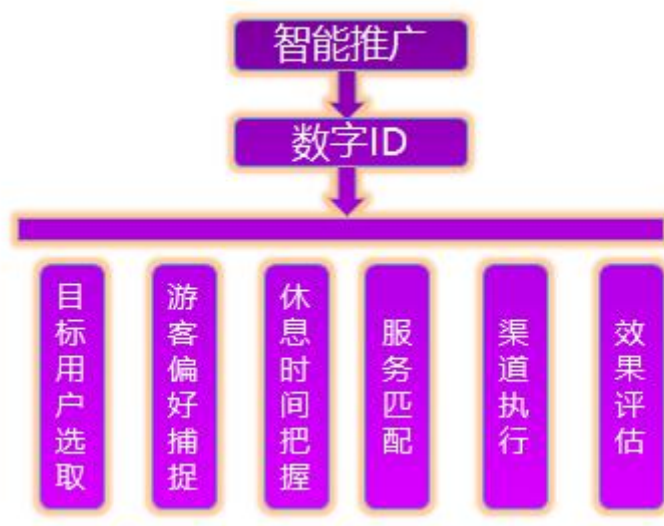 智能推广
数字ID
目标用户选取
游客偏好捕捉
休息时间把握
服务匹配
渠道执行
效果评估